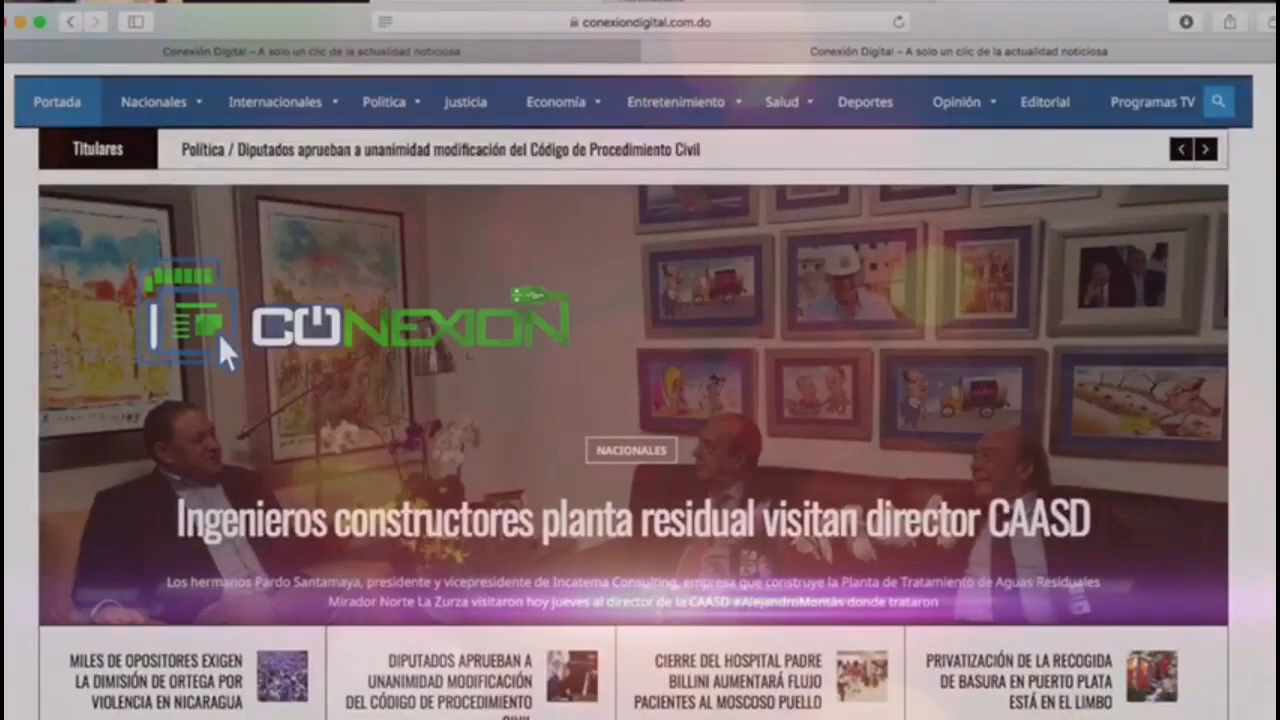 conexiondigital.com.do
Conexión Digital – A solo un clic de la actualidad noticiosa
Conexión Digital – A solo un clic de la actualidad noticiosa
Portada Nacionales Internacionales Política Justicia Economía Entretenimiento Salud Deportes Opinión Editorial Programas TV
Titulares Política / Diputados aprueban a unanimidad modificación del Código de Procedimiento Civil
CONEXION
NACIONALES
Ingenieros constructores planta residual visitan director CAASD
Los hermanos Pardo Santamaya, presidente y vicepresidente de Incatema Consulting, empresa que construye la Planta de Tratamiento de Aguas Residuales
Mirador Norte La Zurza visitaron hoy jueves al director de la CAASD #AlejandroMontás donde trataron
MILES DE OPOSITORES EXIGEN
LA DIMISIÓN DE ORTEGA POR
VIOLENCIA EN NICARAGUA
DIPUTADOS APRUEBAN A
UNANIMIDAD MODIFICACIÓN
DEL CÓDIGO DE PROCEDIMIENTO
CIVIL
CIERRE DEL HOSPITAL PADRE
BILLINI AUMENTARÁ FLUJO
PACIENTES AL MOSCOSO PUELLO
PRIVATIZACIÓN DE LA RECOGIDA
DE BASURA EN PUERTO PLATA
ESTÁ EN EL LIMBO